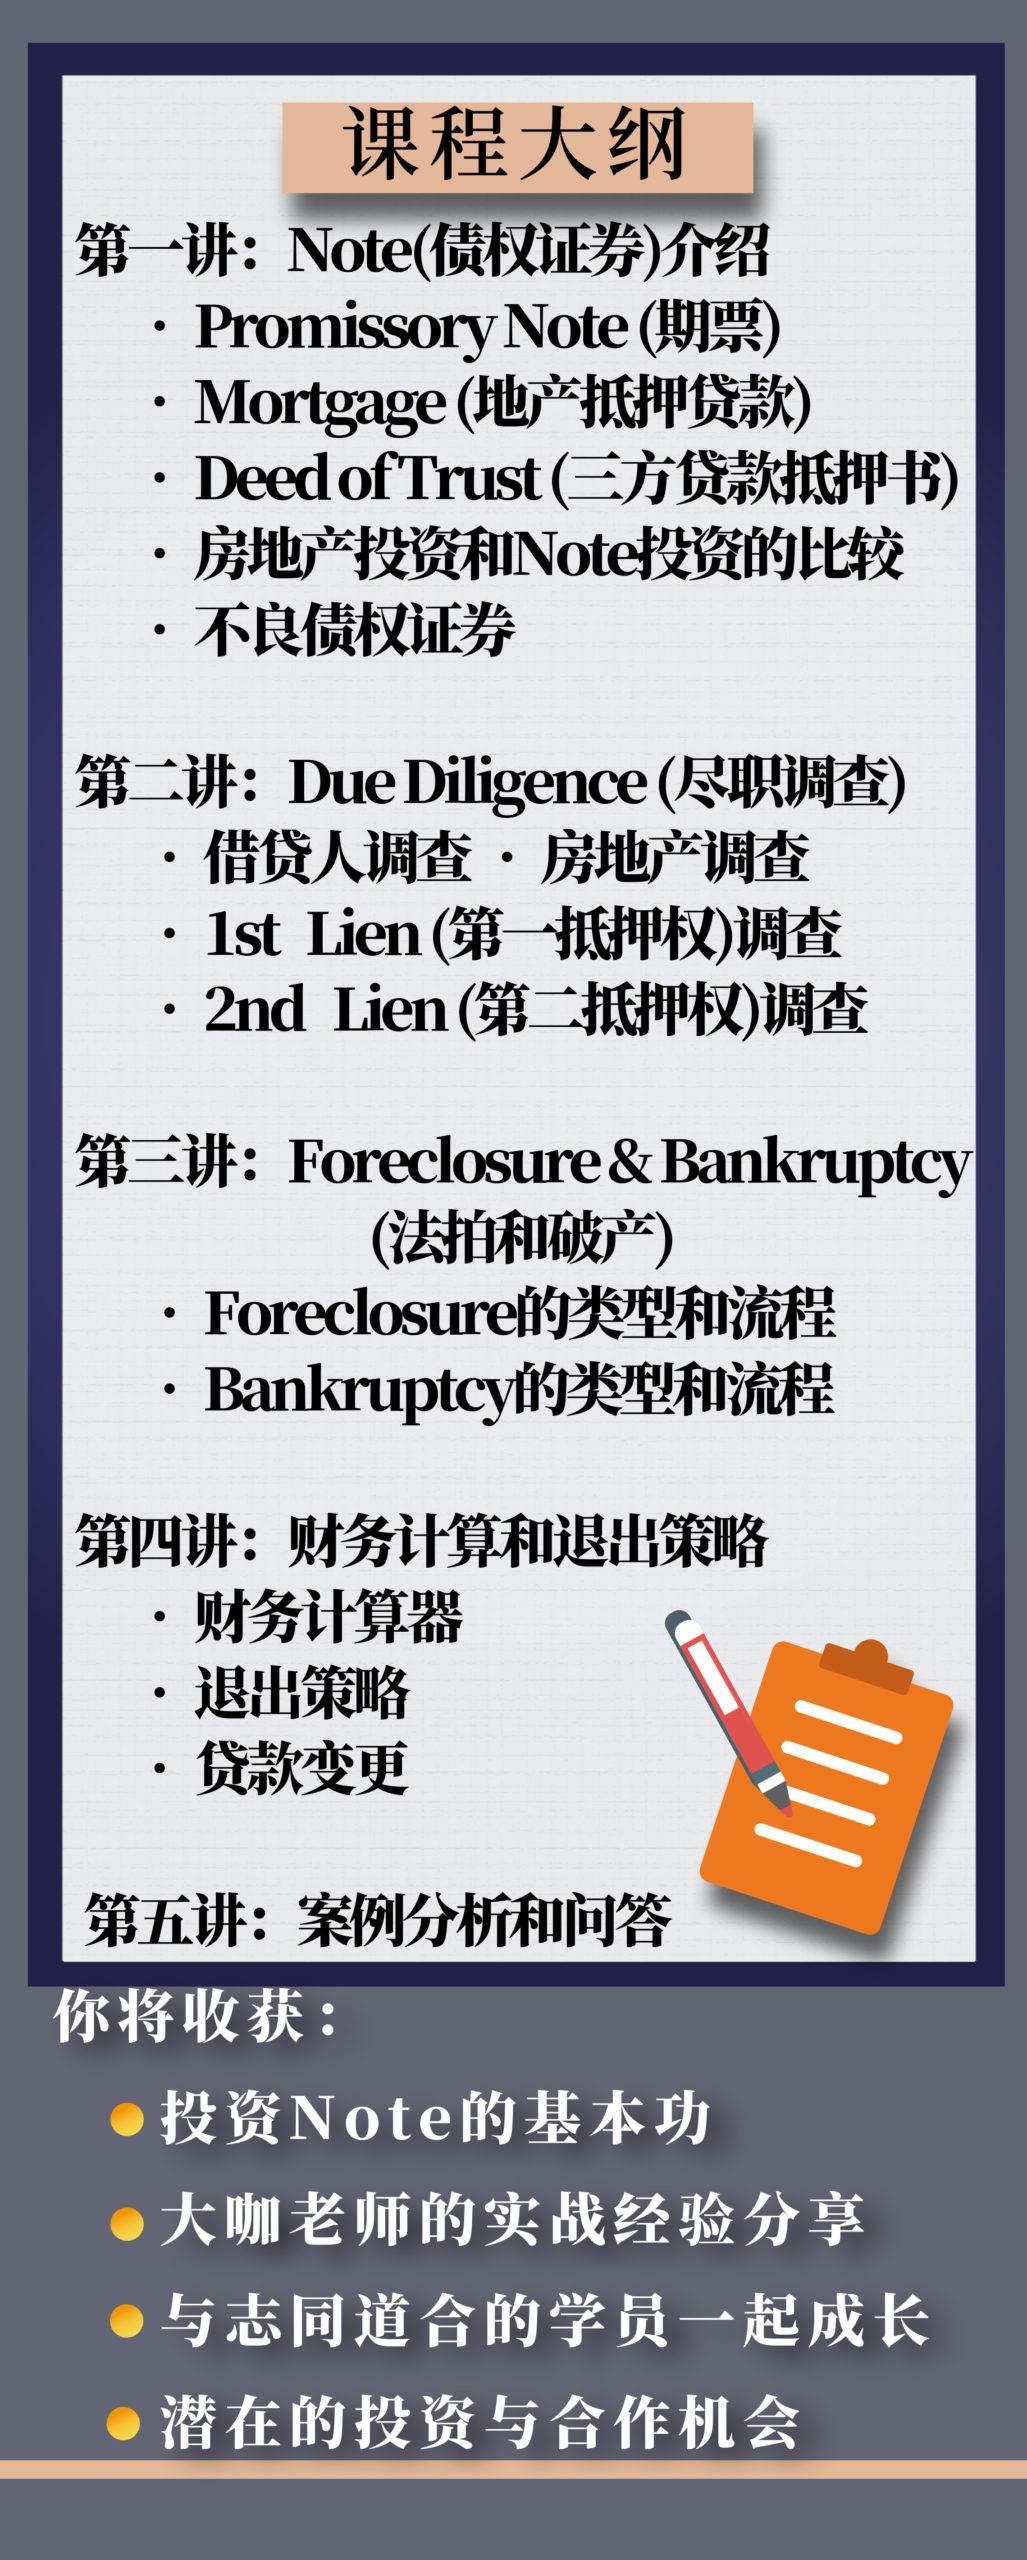 课程大纲
第一讲：Note(债权证券)介绍
· Promissory Note (期票)
· Mortgage (地产抵押贷款)
· Deed of Trust (三方贷款抵押书)
· 房地产投资和Note投资的比较
· 不良债权证券
第二讲：Due Diligence (尽职调查)
· 借贷人调查 · 房地产调查
· 1st Lien (第一抵押权)调查
· 2nd Lien (第二抵押权)调查
第三讲：Foreclosure & Bankruptcy
(法拍和破产)
· Foreclosure的类型和流程
· Bankruptcy的类型和流程
第四讲：财务计算和退出策略
· 财务计算器
· 退出策略
· 贷款变更
第五讲：案例分析和问答
你将收获：
投资Note的基本功
大咖老师的实战经验分享
与志同道合的学员一起成长
潜在的投资与合作机会